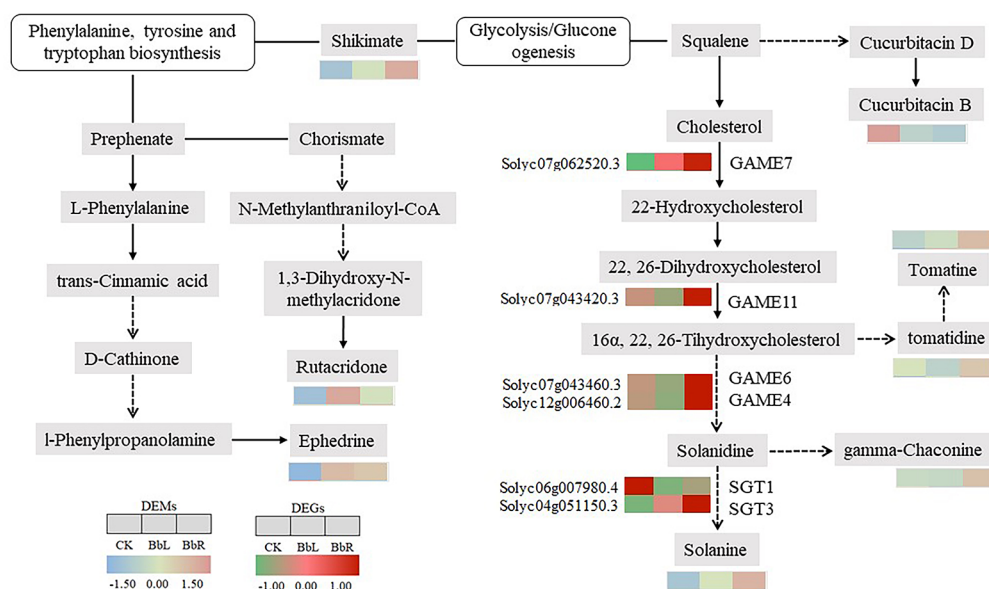 Phenylalanine, tyrosine and
tryptophan biosynthesis
Shikimate
Glycolysis/Glucone
ogenesis
Squalene
Cucurbitacin D
Cucurbitacin B
Prephenate
Chorismate
Cholesterol
Solyc07g062520.3
GAME7
L-Phenylalanine
N-Methylanthraniloyl-CoA
22-Hydroxycholesterol
trans-Cinnamic acid
1,3-Dihydroxy-N-
methylacridone
22, 26-Dihydroxycholesterol
Tomatine
Solyc07g043420.3
GAME11
16α, 22, 26-Tihydroxycholesterol
tomatidine
D-Cathinone
Rutacridone
Solyc07g043460.3
GAME6
Solyc12g006460.2
GAME4
l-Phenylpropanolamine
Ephedrine
Solanidine
gamma-Chaconine
Solyc06g007980.4
SGT1
Solyc04g051150.3
SGT3
Solanine
DEMs
CK BbL BbR
-1.50 0.00 1.50
DEGs
CK BbL BbR
-1.00 0.00 1.00